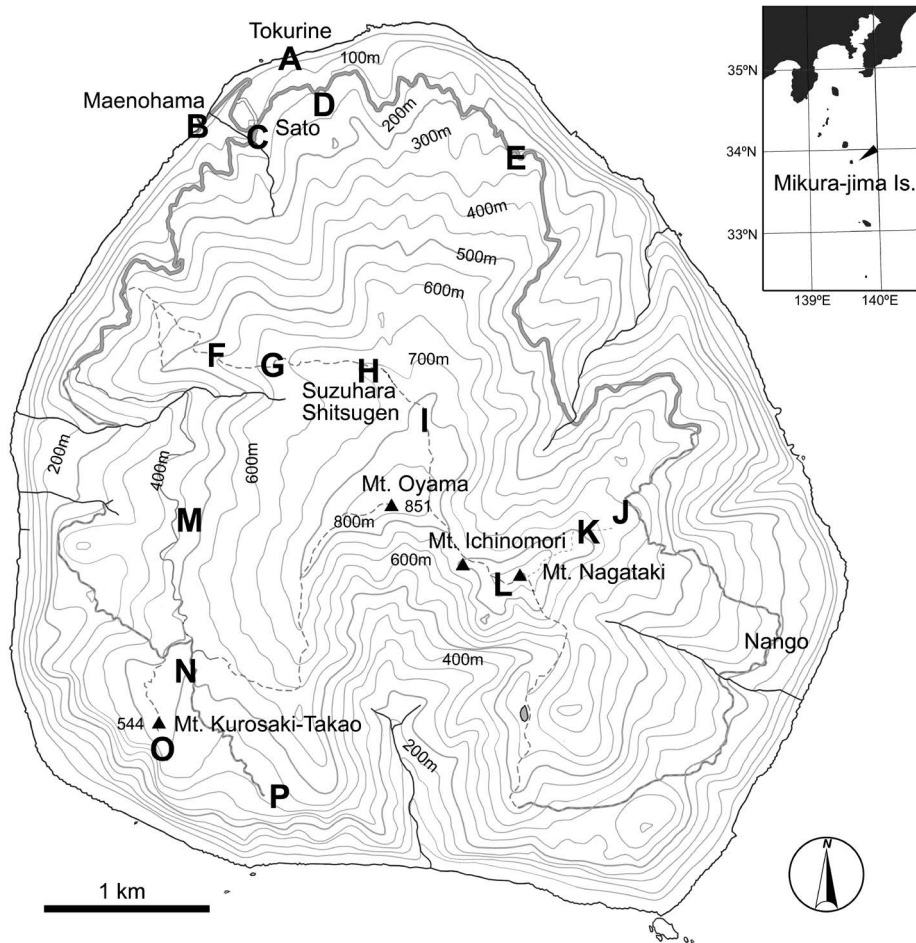 Tokurine
A
100m
35ºN
Maenohama
D
B
C
Sato
200m
300m
E
34ºN
Mikura-jima Is.
400m
33ºN
500m
139ºE
140ºE
600m
F
G
H
700m
Suzuhara
Shitsugen
I
200m
400m
600m
Mt. Oyama
851
800m
M
J
K
Mt. Ichinomori
600m
L
Mt. Nagataki
Nango
400m
N
544
Mt. Kurosaki-Takao
O
200m
P
N
1 km